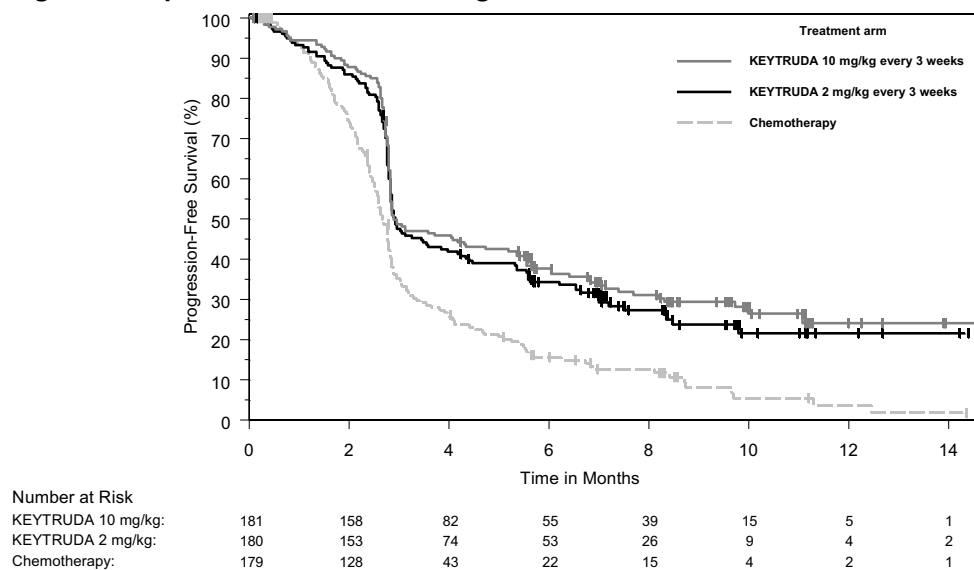 Progression-Free Survival (%)
100
90
80
70
60
50
40
30
20
10
0
Treatment arm
KEYTRUDA 10 mg/kg every 3 weeks
KEYTRUDA 2 mg/kg every 3 weeks
Chemotherapy
0 2 4 6 8 10 12 14
Time in Months
Number at Risk
KEYTRUDA 10 mg/kg: 181 158 82 55 39 15 5 1
KEYTRUDA 2 mg/kg: 180 153 74 53 26 9 4 2
Chemotherapy: 179 128 43 22 15 4 2 1